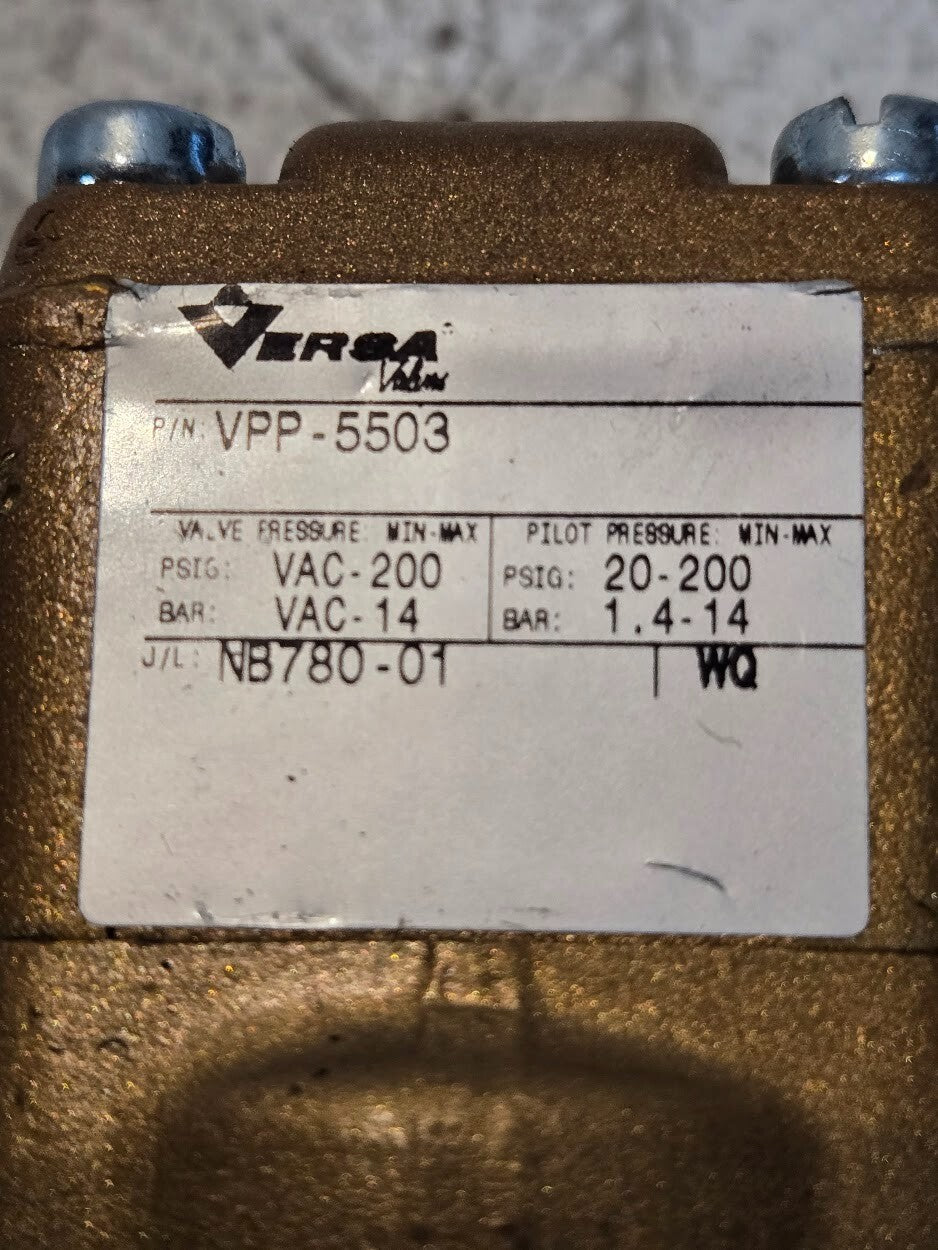 VERSA
Valves
P/N: VPP-5503
VALVE PRESSURE: MIN-MAX
PSIG: VAC-200
BAR: VAC-14
PILOT PRESSURE: MIN-MAX
PSIG: 20-200
BAR: 1.4-14
J/L: NB780-01 WQ